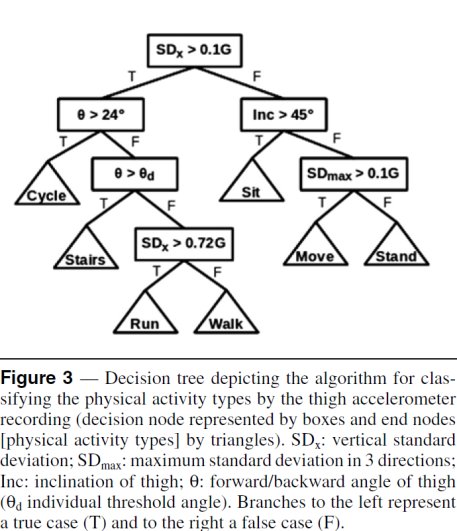 SDx > 0.1G
T F
θ > 24° Inc > 45°
T F T F
Cycle θ > θd Sit SDmax > 0.1G
T F T F
Stairs SDx > 0.72G Move Stand
T F
Run Walk
Figure 3 — Decision tree depicting the algorithm for clas-
sifying the physical activity types by the thigh accelerometer
recording (decision node represented by boxes and end nodes
[physical activity types] by triangles). SDx: vertical standard
deviation; SDmax: maximum standard deviation in 3 directions;
Inc: inclination of thigh; θ: forward/backward angle of thigh
(θd individual threshold angle). Branches to the left represent
a true case (T) and to the right a false case (F).